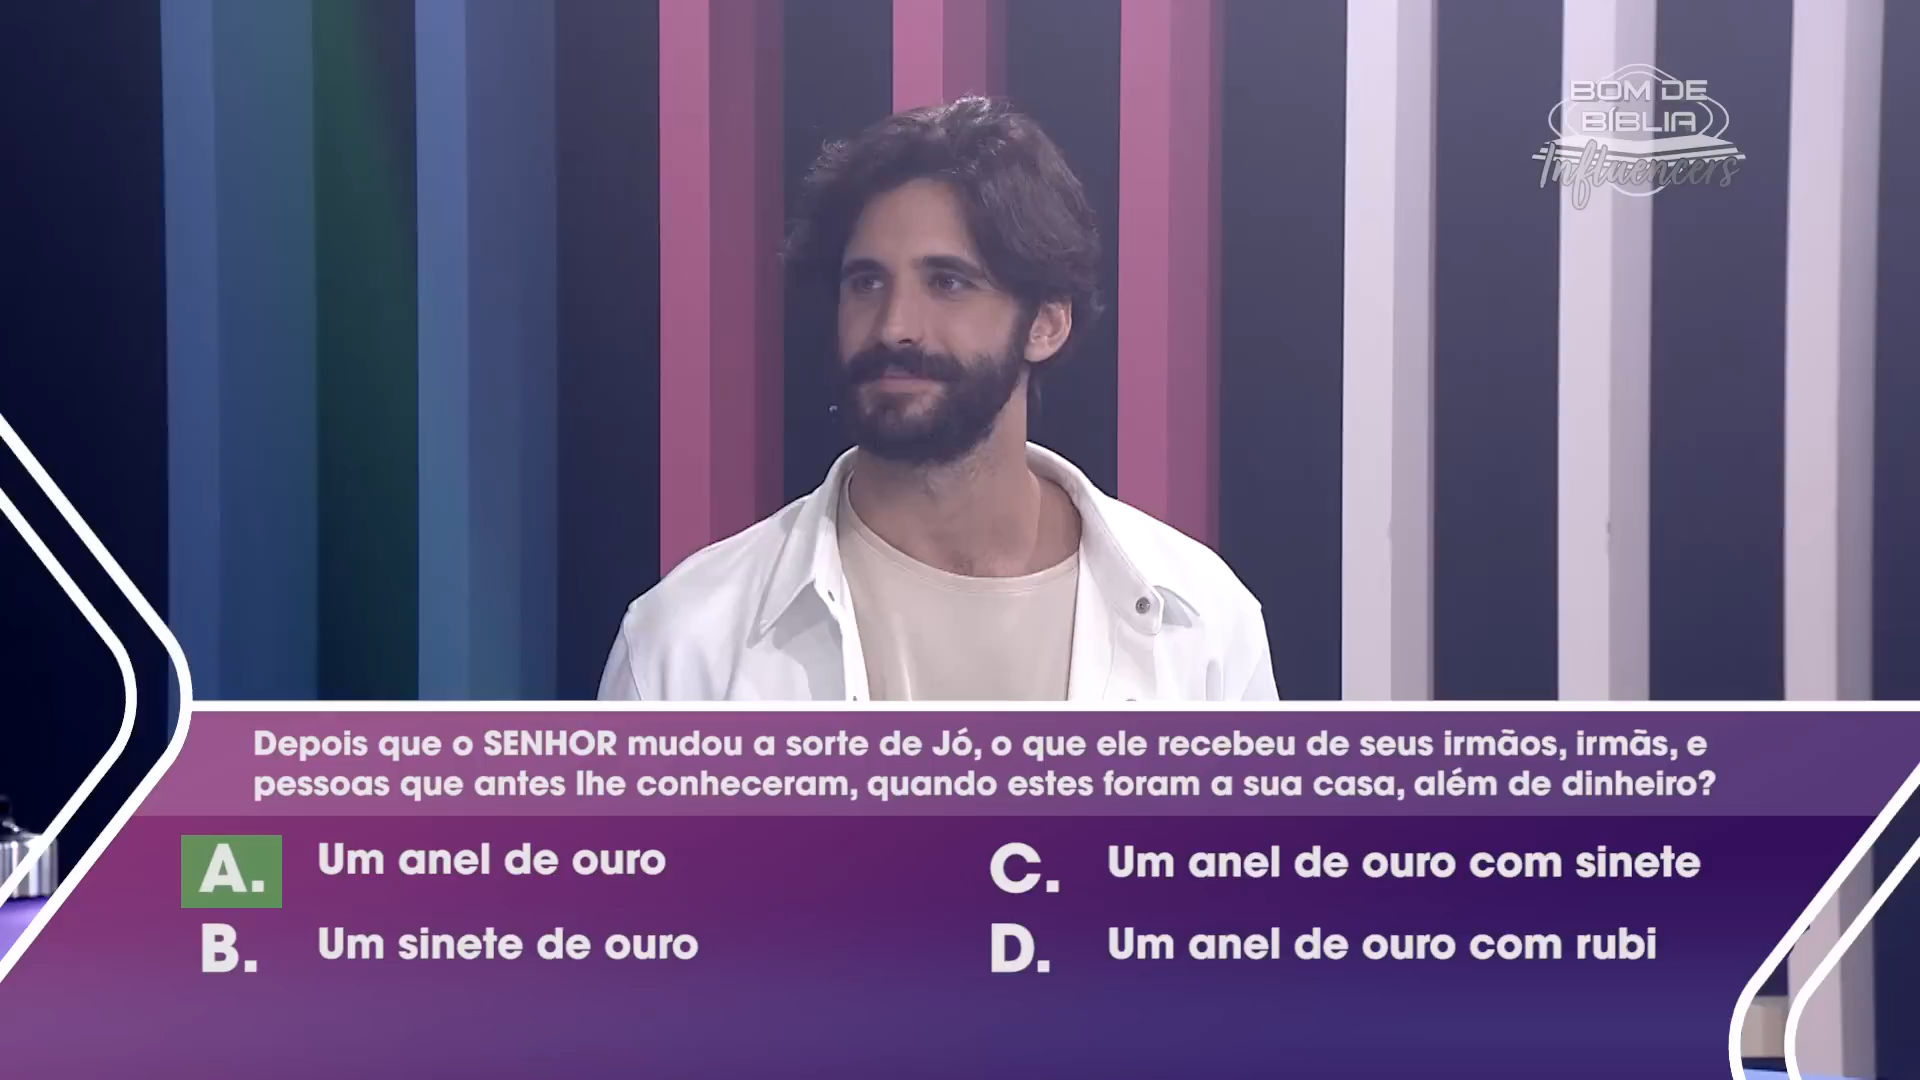 BOM DE
BÍBLIA
Influencers
Depois que o SENHOR mudou a sorte de Jó, o que ele recebeu de seus irmãos, irmãs, e
pessoas que antes lhe conheceram, quando estes foram a sua casa, além de dinheiro?
A. Um anel de ouro
B. Um sinete de ouro
C. Um anel de ouro com sinete
D. Um anel de ouro com rubi